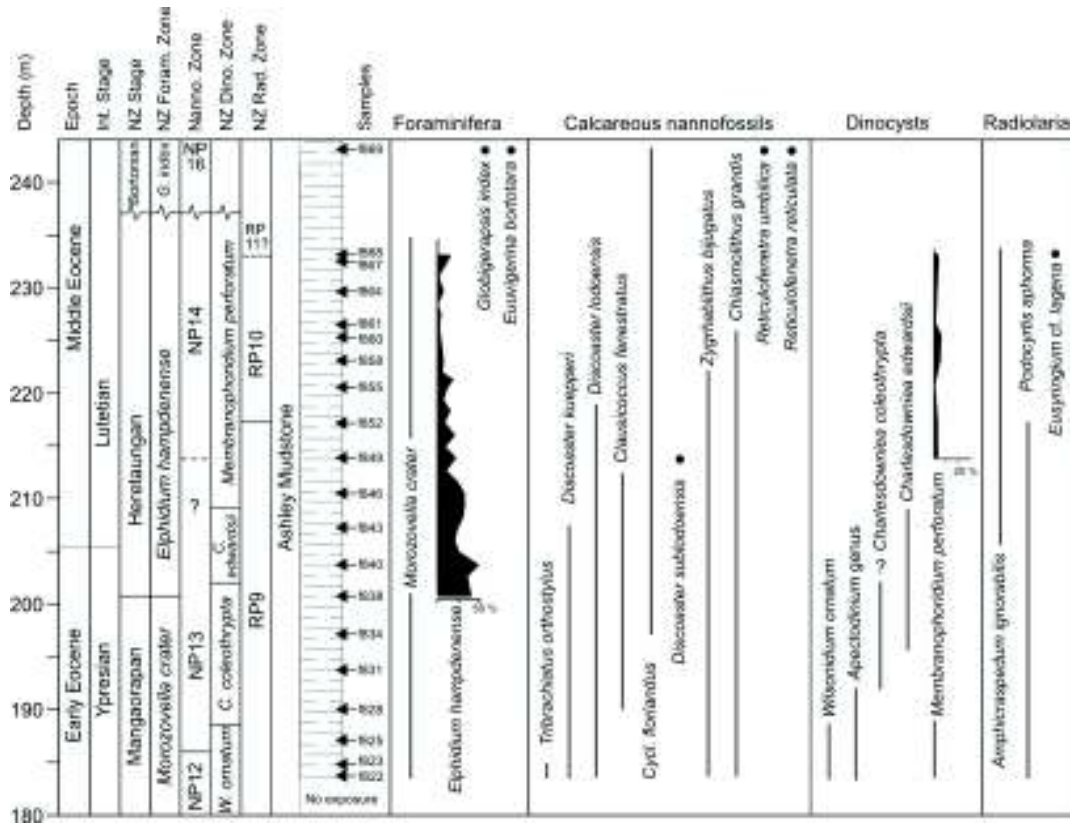 Depth (m)
Epoch
Int. Stage
NZ Stage
NZ Foram. Zone
Nanno. Zone
NZ Dino. Zone
NZ Rad. Zone
Samples
Foraminifera
Calcareous nannofossils
Dinocysts
Radiolaria
240
230
220
210
200
190
180
Middle Eocene
Early Eocene
Lutetian
Ypresian
Bortonian
Heretaungan
Mangaorapan
G. index
Elphidium hampdenense
Morozovella crater
NP 16
NP14
?
NP13
NP12
Membranophoridium perforatum
C. edwardsii
C. coleothrypta
W. ornatum
RP 11?
RP10
RP9
Ashley Mudstone
No exposure
Morozovella crater
Elphidium hampdenense
50 %
Globigerapsis index
Tribrachiatus orthostylus
Discoaster kuepperi
Discoaster lodoensis
Clausicoccus fenestratus
Cycl. floridanus
Discoaster sublodoensis
Zygrhablithus bijugatus
Chiasmolithus grandis
Reticulofenetra umbilica
Reticulofenerra reticulata
Wilsonidium ornatum
Apectodinium genus
? Charlesdowniea coleothrypta
Charlesdowniea edwardsii
Membranophoridium perforatum
Amphicraspedum
Podocyrtis aphorma
Eusyringium cf. lagena